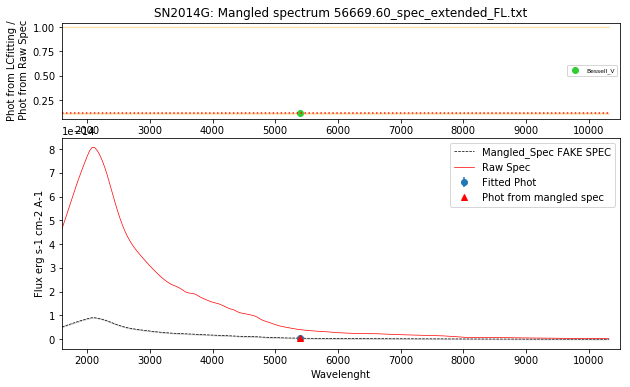 SN2014G: Mangled spectrum 56669.60_spec_extended_FL.txt
Phot from LCfitting /
Phot from Raw Spec
1.00
0.75
0.50
0.25
Bessell_V
2000 3000 4000 5000 6000 7000 8000 9000 10000
1e−14
Flux erg s-1 cm-2 A-1
8
7
6
5
4
3
2
1
0
Mangled_Spec FAKE SPEC
Raw Spec
Fitted Phot
Phot from mangled spec
2000 3000 4000 5000 6000 7000 8000 9000 10000
Wavelenght